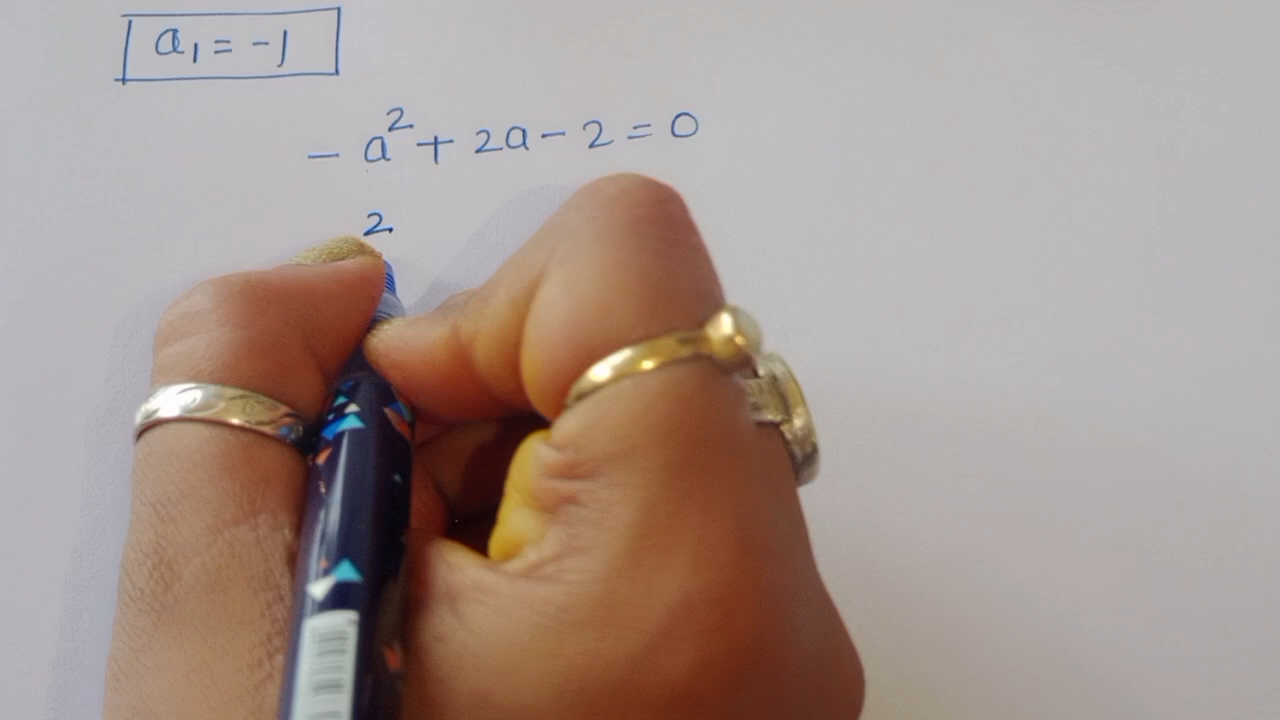 a₁ = -1
- a² + 2a - 2 = 0
2